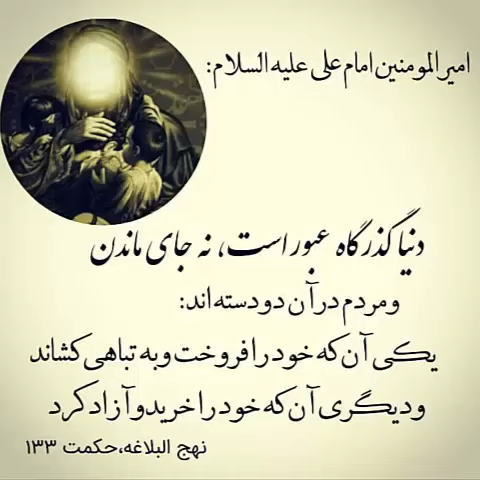 امیرالمومنین امام علی علیه السلام:
دنیا گذرگاه عبور است، نه جای ماندن
ومردم در آن دو دسته اند:
یکی آن که خود را فروخت و به تباهی کشاند
و دیگری آن که خود را خرید و آزاد کرد
نهج البلاغه،حکمت ۱۳۳